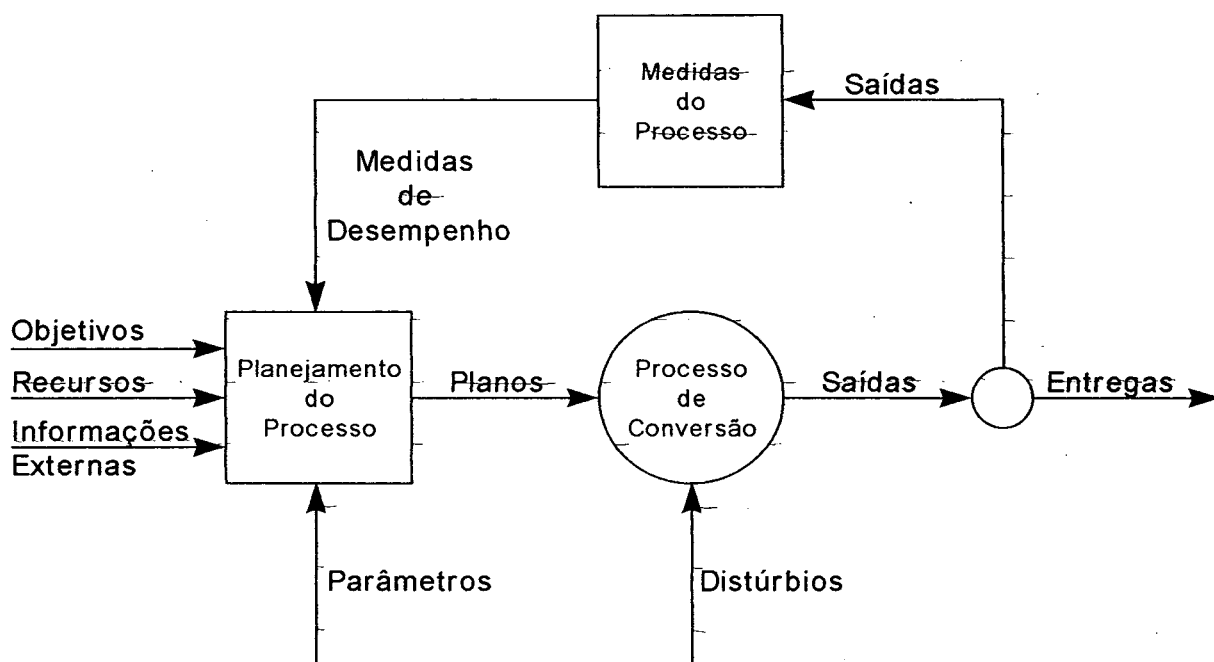 Medidas
do
Processo
Saídas
Medidas
de
Desempenho
Objetivos
Recursos
Informações
Externas
Planejamento
do
Processo
Planos
Processo
de
Conversão
Saídas
Entregas
Parâmetros
Distúrbios